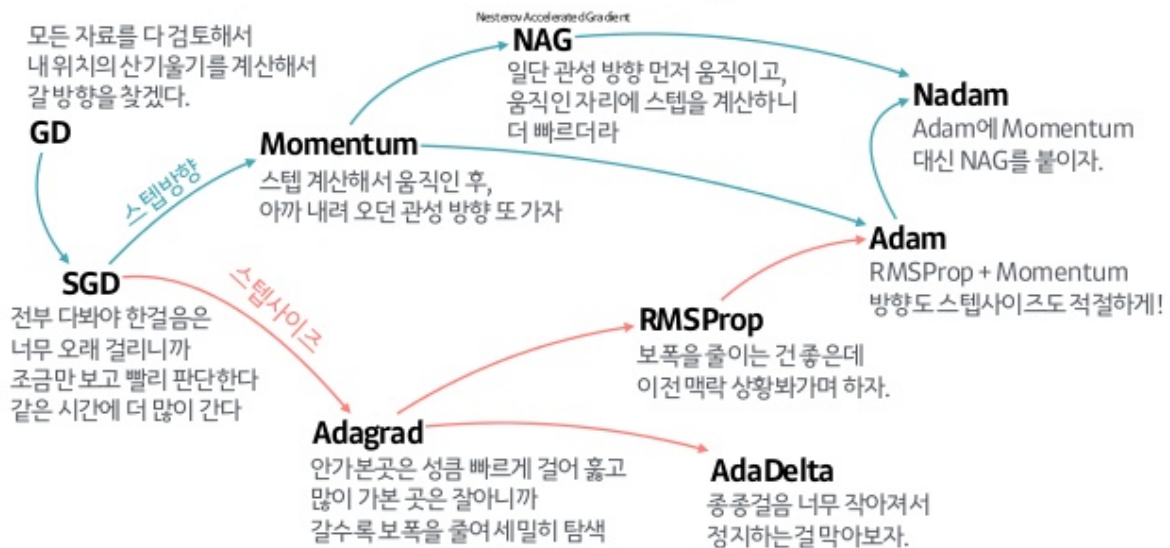 모든 자료를 다 검토해서
내 위치의 산기울기를 계산해서
갈 방향을 찾겠다.
GD
스텝방향
SGD
전부 다봐야 한걸음은
너무 오래 걸리니까
조금만 보고 빨리 판단한다
같은 시간에 더 많이 간다
Momentum
스텝 계산해서 움직인 후,
아까 내려 오던 관성 방향 또 가자
Nesterov Accelerated Gradient
NAG
일단 관성 방향 먼저 움직이고,
움직인 자리에 스텝을 계산하니
더 빠르더라
Nadam
Adam에 Momentum
대신 NAG를 붙이자.
Adam
RMSProp + Momentum
방향도 스텝사이즈도 적절하게!
스텝사이즈
RMSProp
보폭을 줄이는 건 좋은데
이전 맥락 상황봐가며 하자.
Adagrad
안가본곳은 성큼 빠르게 걸어 훑고
많이 가본 곳은 잘아니까
갈수록 보폭을 줄여 세밀히 탐색
AdaDelta
종종걸음 너무 작아져서
정지하는걸 막아보자.